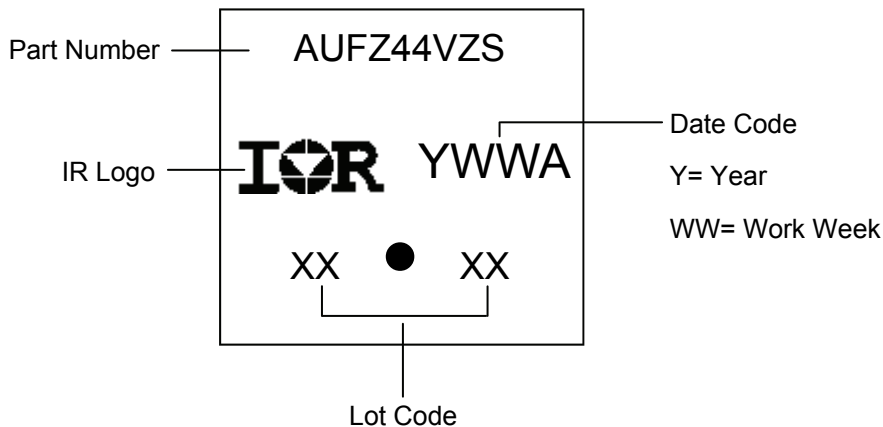 Part Number
AUFZ44VZS
IR Logo
IOR
YWWA
Date Code
Y= Year
WW= Work Week
XX
XX
Lot Code